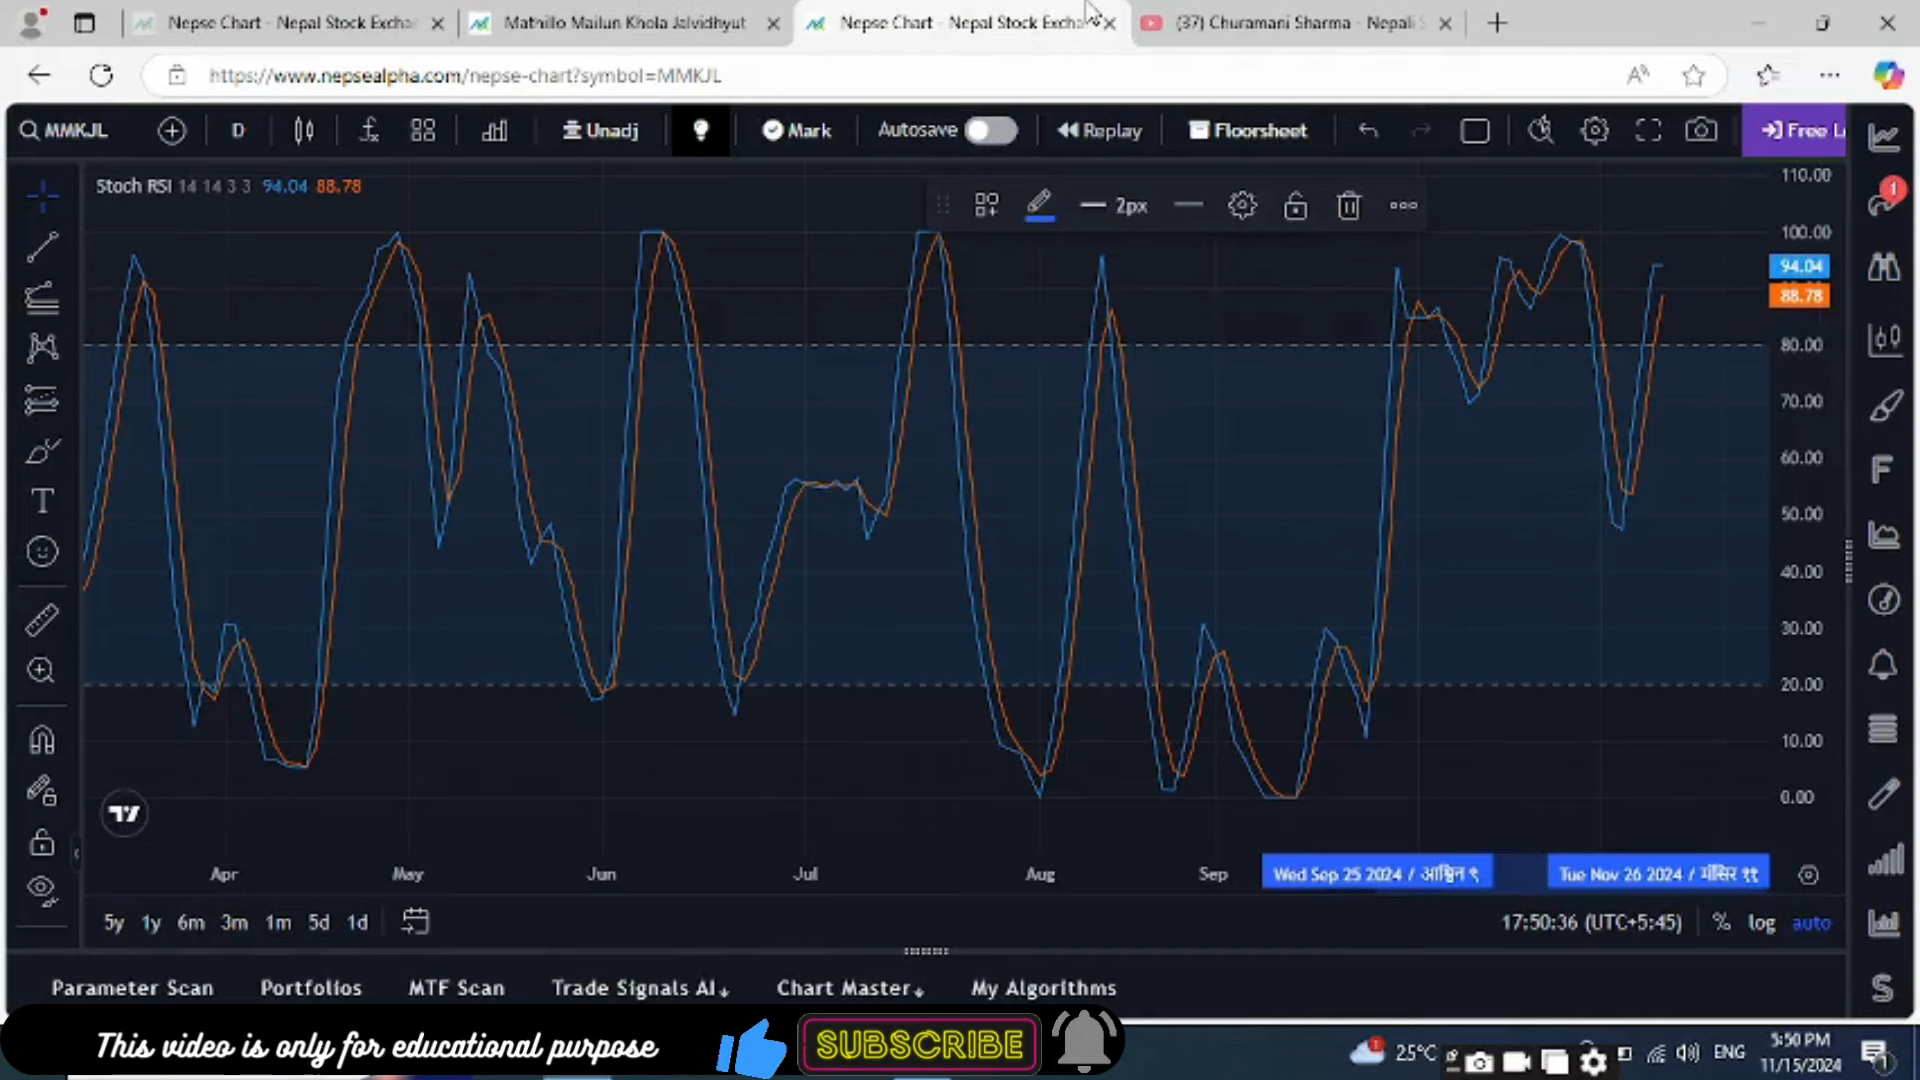 Nepse Chart - Nepal Stock Excha
Mathillo Mailun Khola Jalvidhyut
Nepse Chart - Nepal Stock Excha
(37) Churamani Sharma - Nepali S
https://www.nepsealpha.com/nepse-chart?symbol=MMKJL
MMKJL
D
Unadj
Mark
Autosave
Replay
Floorsheet
Free L
Stoch RSI 14 14 3 3 94.04 88.78
2px
1
110.00
100.00
94.04
88.78
80.00
70.00
60.00
50.00
40.00
30.00
20.00
10.00
0.00
Apr
May
Jun
Jul
Aug
Sep
Wed Sep 25 2024 / आश्विन ९
Tue Nov 26 2024 / मंसिर ११
5y 1y 6m 3m 1m 5d 1d
17:50:36 (UTC+5:45)
% log auto
Parameter Scan
Portfolios
MTF Scan
Trade Signals AI
Chart Master
My Algorithms
This video is only for educational purpose
SUBSCRIBE
25°C
ENG
5:50 PM
11/15/2024